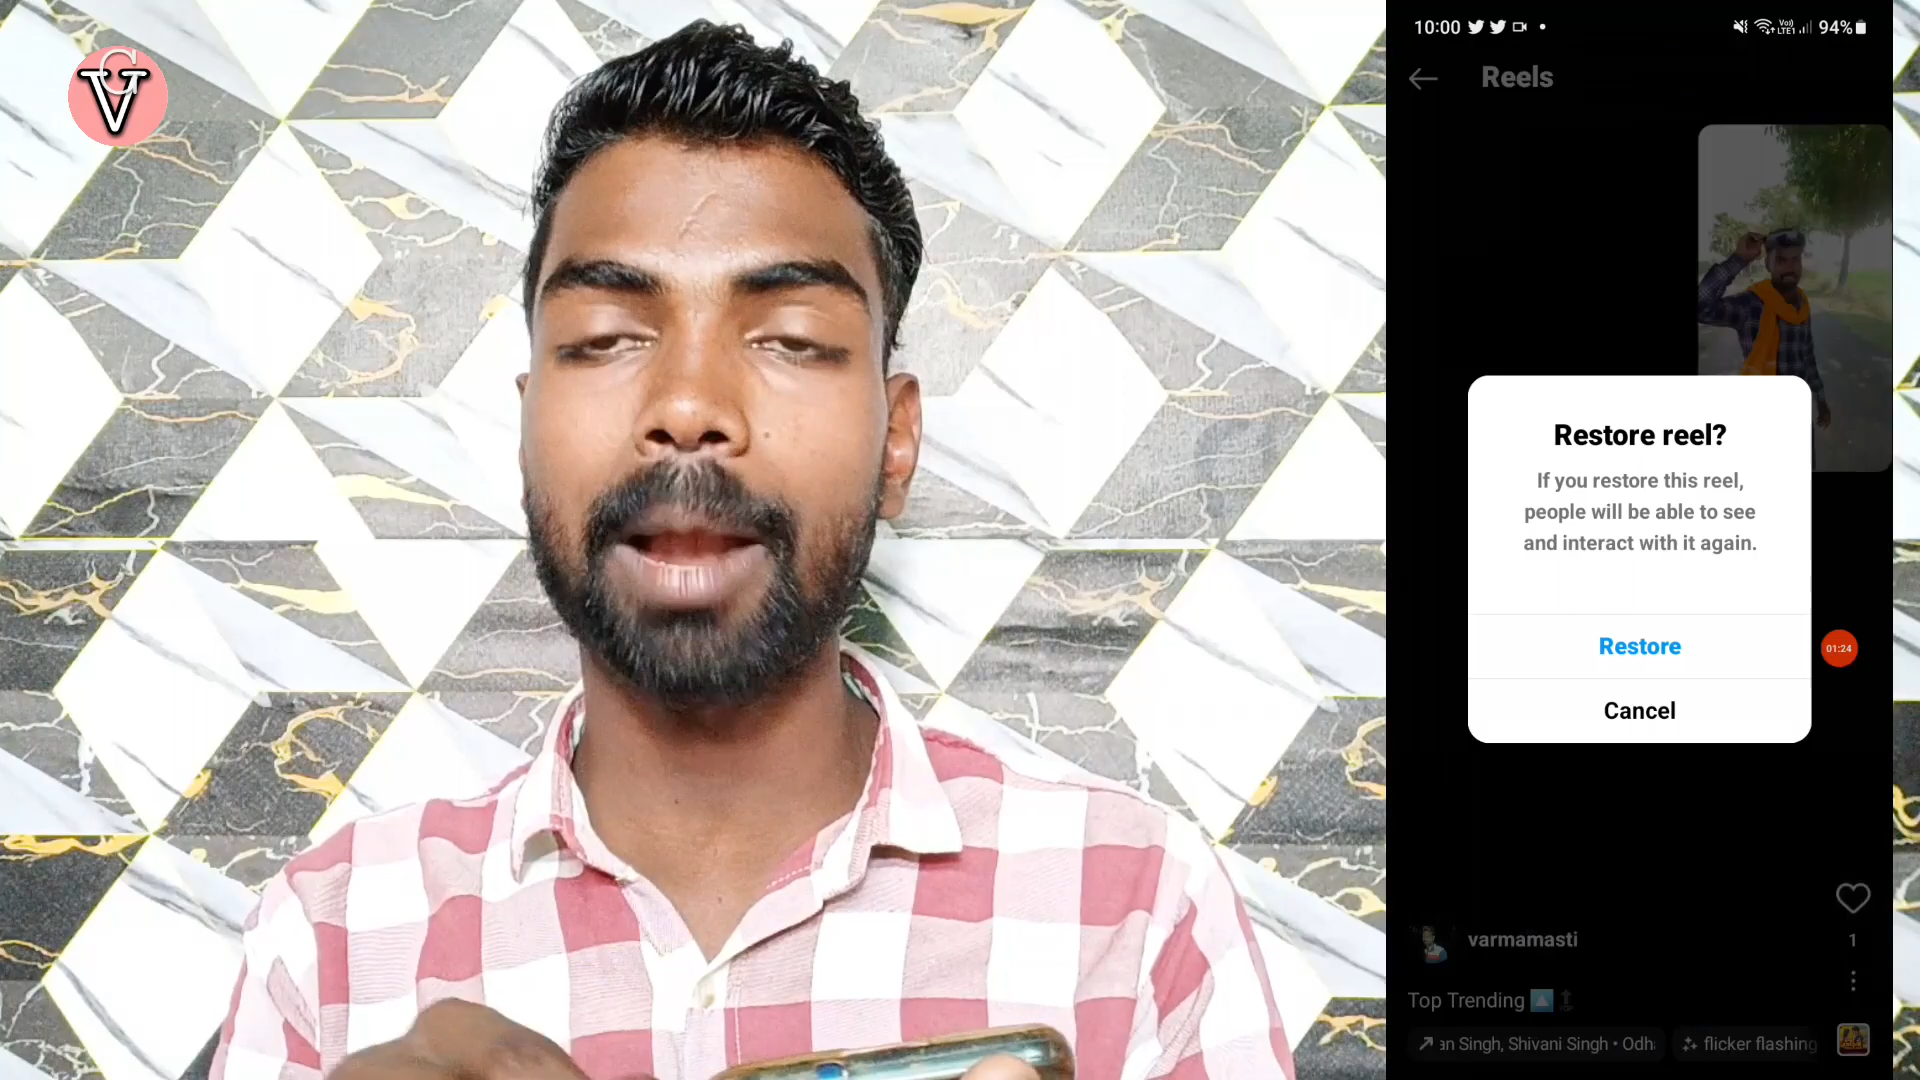 GV
10:00
94%
Reels
Restore reel?
If you restore this reel,
people will be able to see
and interact with it again.
Restore
01:24
Cancel
varmamasti
1
Top Trending
an Singh, Shivani Singh • Odh
flicker flashing